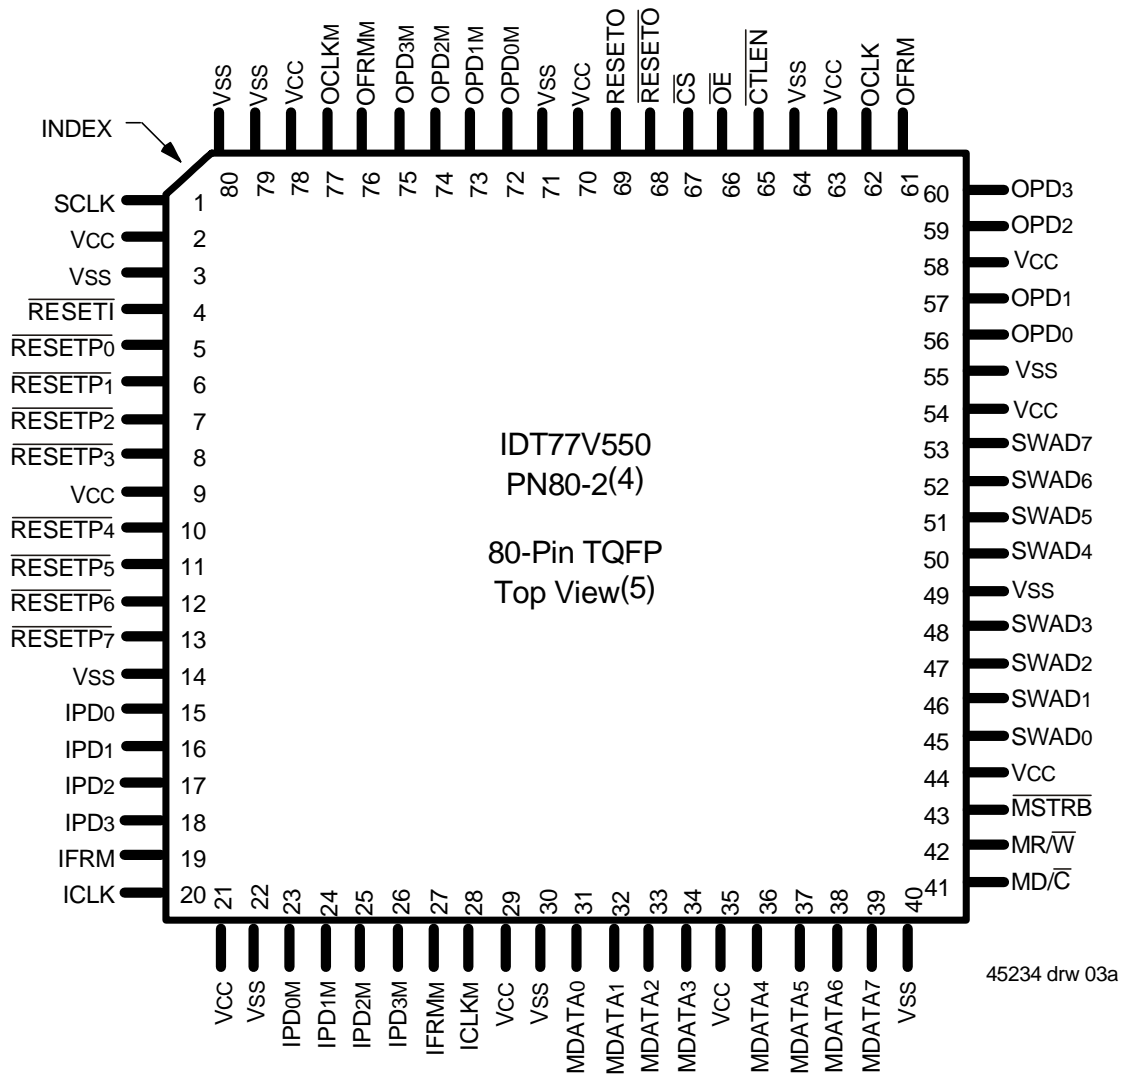 VSS
VSS
VCC
OCLKM
OFRMM
OPD3M
OPD2M
OPD1M
OPD0M
VSS
VCC
RESETO
RESETO
CS
OE
CTLEN
VSS
VCC
OCLK
OFRM
INDEX
80
79
78
77
76
75
74
73
72
71
70
69
68
67
66
65
64
63
62
61
SCLK 1
VCC 2
VSS 3
RESETI 4
RESETP0 5
RESETP1 6
RESETP2 7
RESETP3 8
VCC 9
RESETP4 10
RESETP5 11
RESETP6 12
RESETP7 13
VSS 14
IPD0 15
IPD1 16
IPD2 17
IPD3 18
IFRM 19
ICLK 20
IDT77V550
PN80-2(4)
80-Pin TQFP
Top View(5)
60 OPD3
59 OPD2
58 VCC
57 OPD1
56 OPD0
55 VSS
54 VCC
53 SWAD7
52 SWAD6
51 SWAD5
50 SWAD4
49 VSS
48 SWAD3
47 SWAD2
46 SWAD1
45 SWAD0
44 VCC
43 MSTRB
42 MR/W
41 MD/C
21
22
23
24
25
26
27
28
29
30
31
32
33
34
35
36
37
38
39
40
VCC
VSS
IPD0M
IPD1M
IPD2M
IPD3M
IFRMM
ICLKM
VCC
VSS
MDATA0
MDATA1
MDATA2
MDATA3
VCC
MDATA4
MDATA5
MDATA6
MDATA7
VSS
45234 drw 03a